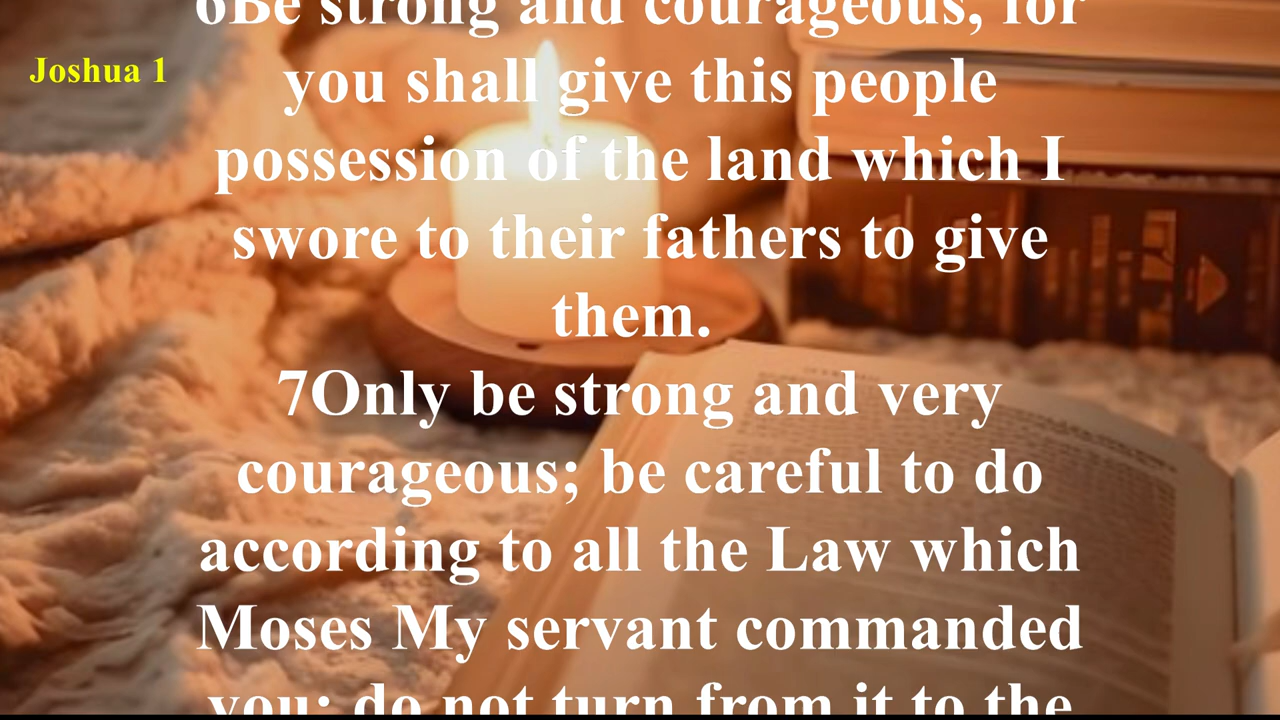 6Be strong and courageous, for
Joshua 1
you shall give this people
possession of the land which I
swore to their fathers to give
them.
7Only be strong and very
courageous; be careful to do
according to all the Law which
Moses My servant commanded
you; do not turn from it to the